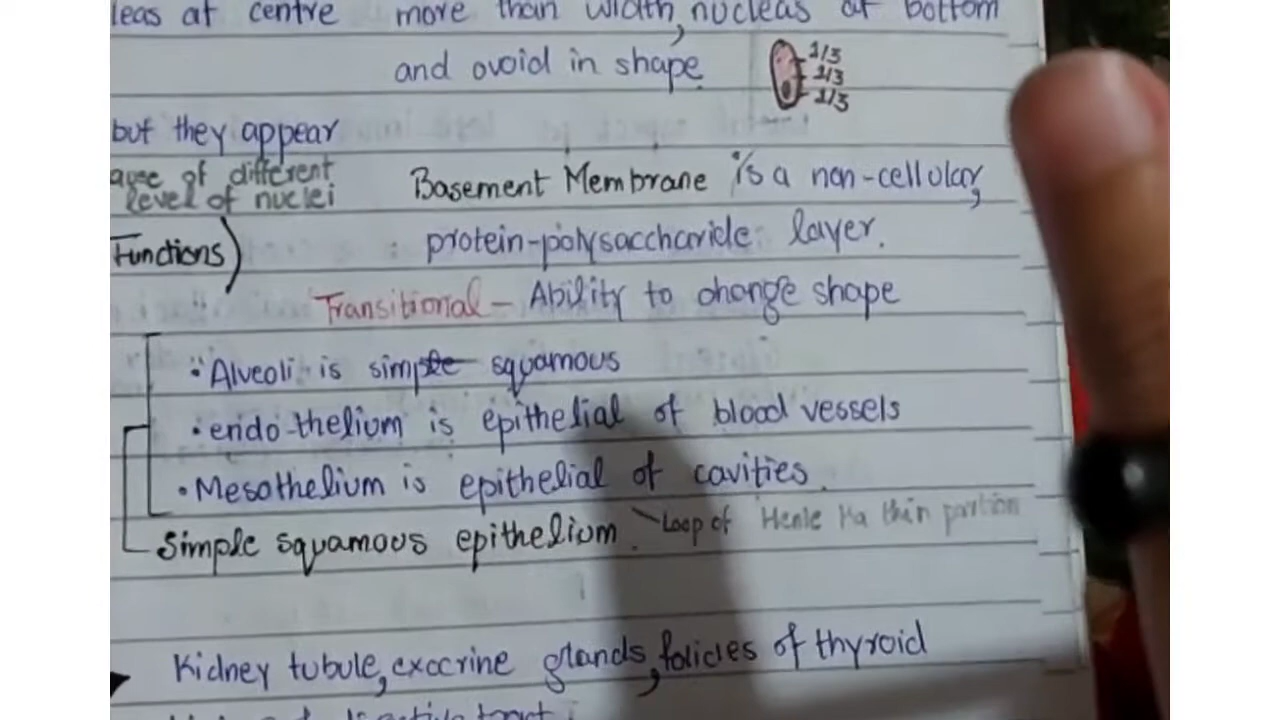 leas at centre more than width, nucleas at bottom
and ovoid in shape.
1/3
1/3
1/3
but they appear
of different
level of nuclei
Basement Membrane is a non-cellular,
Functions)
protein-polysaccharide layer.
Transitional - Ability to change shape
Alveoli is simple squamous
• endo-thelium is epithelial of blood vessels
• Mesothelium is epithelial of cavities.
Simple squamous epithelium. Loop of Henle Ka thin portion
Kidney tubule, exocrine glands, folicles of thyroid